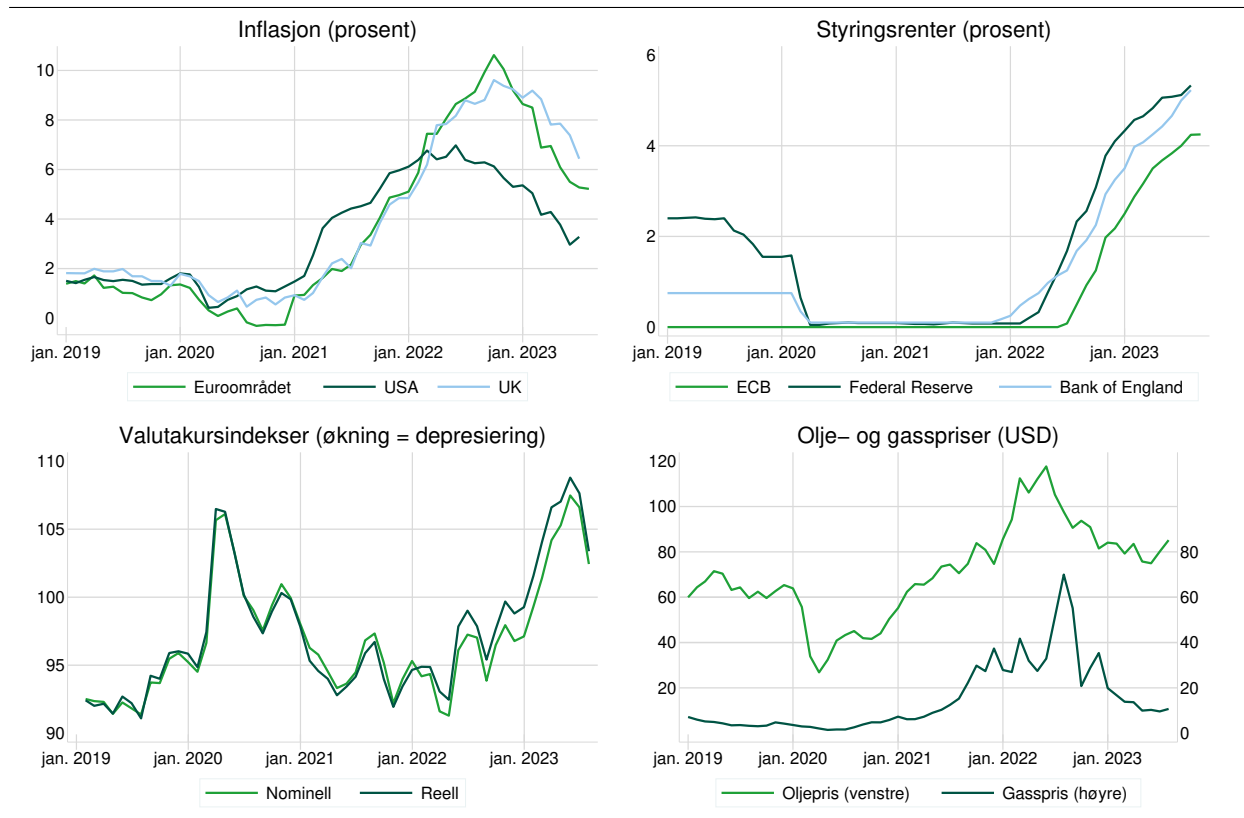 Inflasjon (prosent)
10
8
6
4
2
0
jan. 2019 jan. 2020 jan. 2021 jan. 2022 jan. 2023
Euroområdet USA UK
Styringsrenter (prosent)
6
4
2
0
jan. 2019 jan. 2020 jan. 2021 jan. 2022 jan. 2023
ECB Federal Reserve Bank of England
Valutakursindekser (økning = depresiering)
110
105
100
95
90
jan. 2019 jan. 2020 jan. 2021 jan. 2022 jan. 2023
Nominell Reell
Olje− og gasspriser (USD)
120
100
80 80
60 60
40 40
20 20
0
jan. 2019 jan. 2020 jan. 2021 jan. 2022 jan. 2023
Oljepris (venstre) Gasspris (høyre)